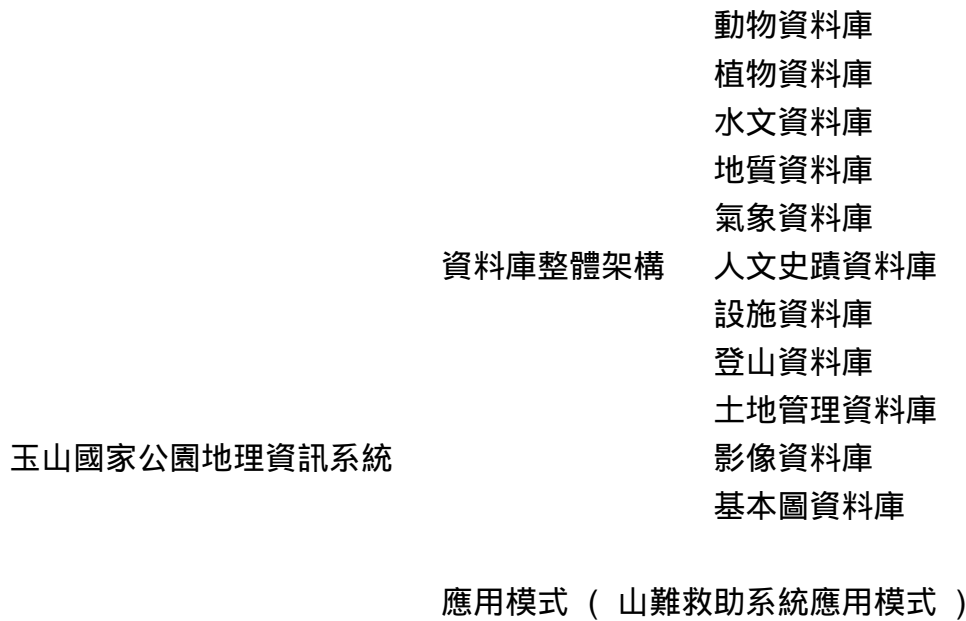 動物資料庫
植物資料庫
水文資料庫
地質資料庫
氣象資料庫
資料庫整體架構 人文史蹟資料庫
設施資料庫
登山資料庫
土地管理資料庫
玉山國家公園地理資訊系統 影像資料庫
基本圖資料庫
應用模式 ( 山難救助系統應用模式 )